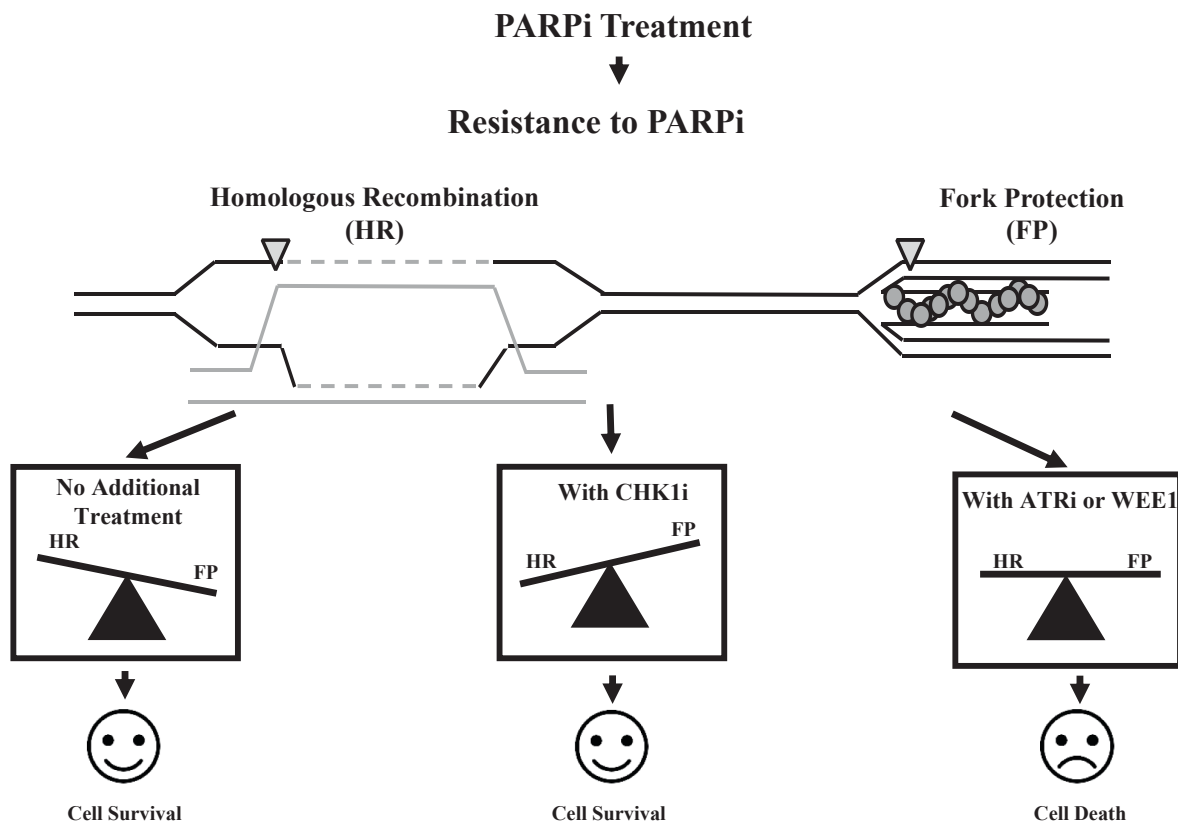 PARPi Treatment
Resistance to PARPi
Homologous Recombination
(HR)
Fork Protection
(FP)
No Additional
Treatment
HR
FP
With CHK1i
FP
HR
With ATRi or WEE1
HR
FP
Cell Survival
Cell Survival
Cell Death